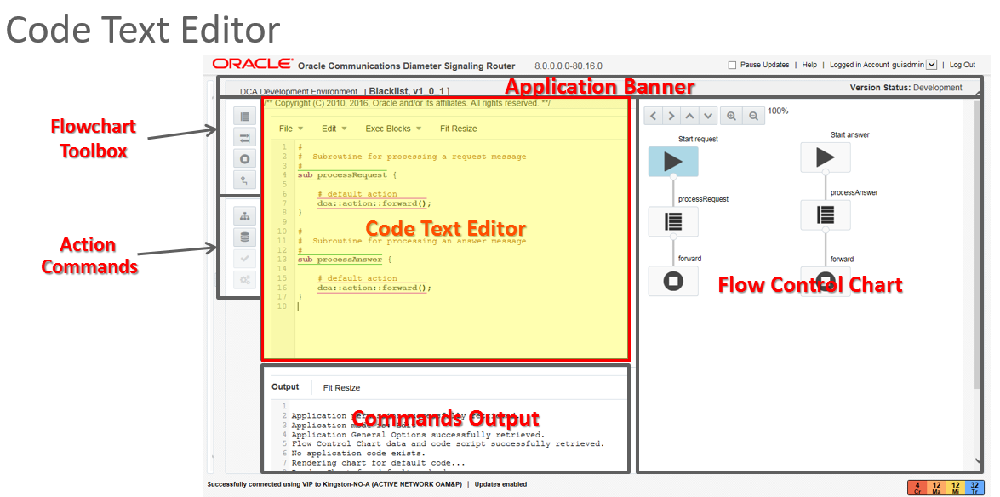 Code Text Editor
ORACLE® Oracle Communications Diameter Signaling Router 8.0.0.0.0-80.16.0
Pause Updates | Help | Logged in Account guiadmin | Log Out
DCA Development Environment [ Blacklist, v1_0_1 ]
Application Banner
Version Status: Development
/** Copyright (C) 2010, 2016, Oracle and/or its affiliates. All rights reserved. **/
Flowchart
Toolbox
Action
Commands
File Edit Exec Blocks Fit Resize
1 #
2 # Subroutine for processing a request message
3 #
4 sub processRequest {
5
6 # default action
7 dca::action::forward();
8 }
9
10 #
11 # Subroutine for processing an answer message
12 #
13 sub processAnswer {
14
15 # default action
16 dca::action::forward();
17 }
18
Code Text Editor
100%
Start request
processRequest
forward
Start answer
processAnswer
forward
Flow Control Chart
Output Fit Resize
Commands Output
1
2 Application successfully retrieved.
3 Application mode is: Edit
4 Application General Options successfully retrieved.
5 Flow Control Chart data and code script successfully retrieved.
6 No application code exists.
7 Rendering chart for default code...
Successfully connected using VIP to Kingston-NO-A (ACTIVE NETWORK OAM&P) | Updates enabled
4 Cr
12 Ma
12 Mi
32 Tr